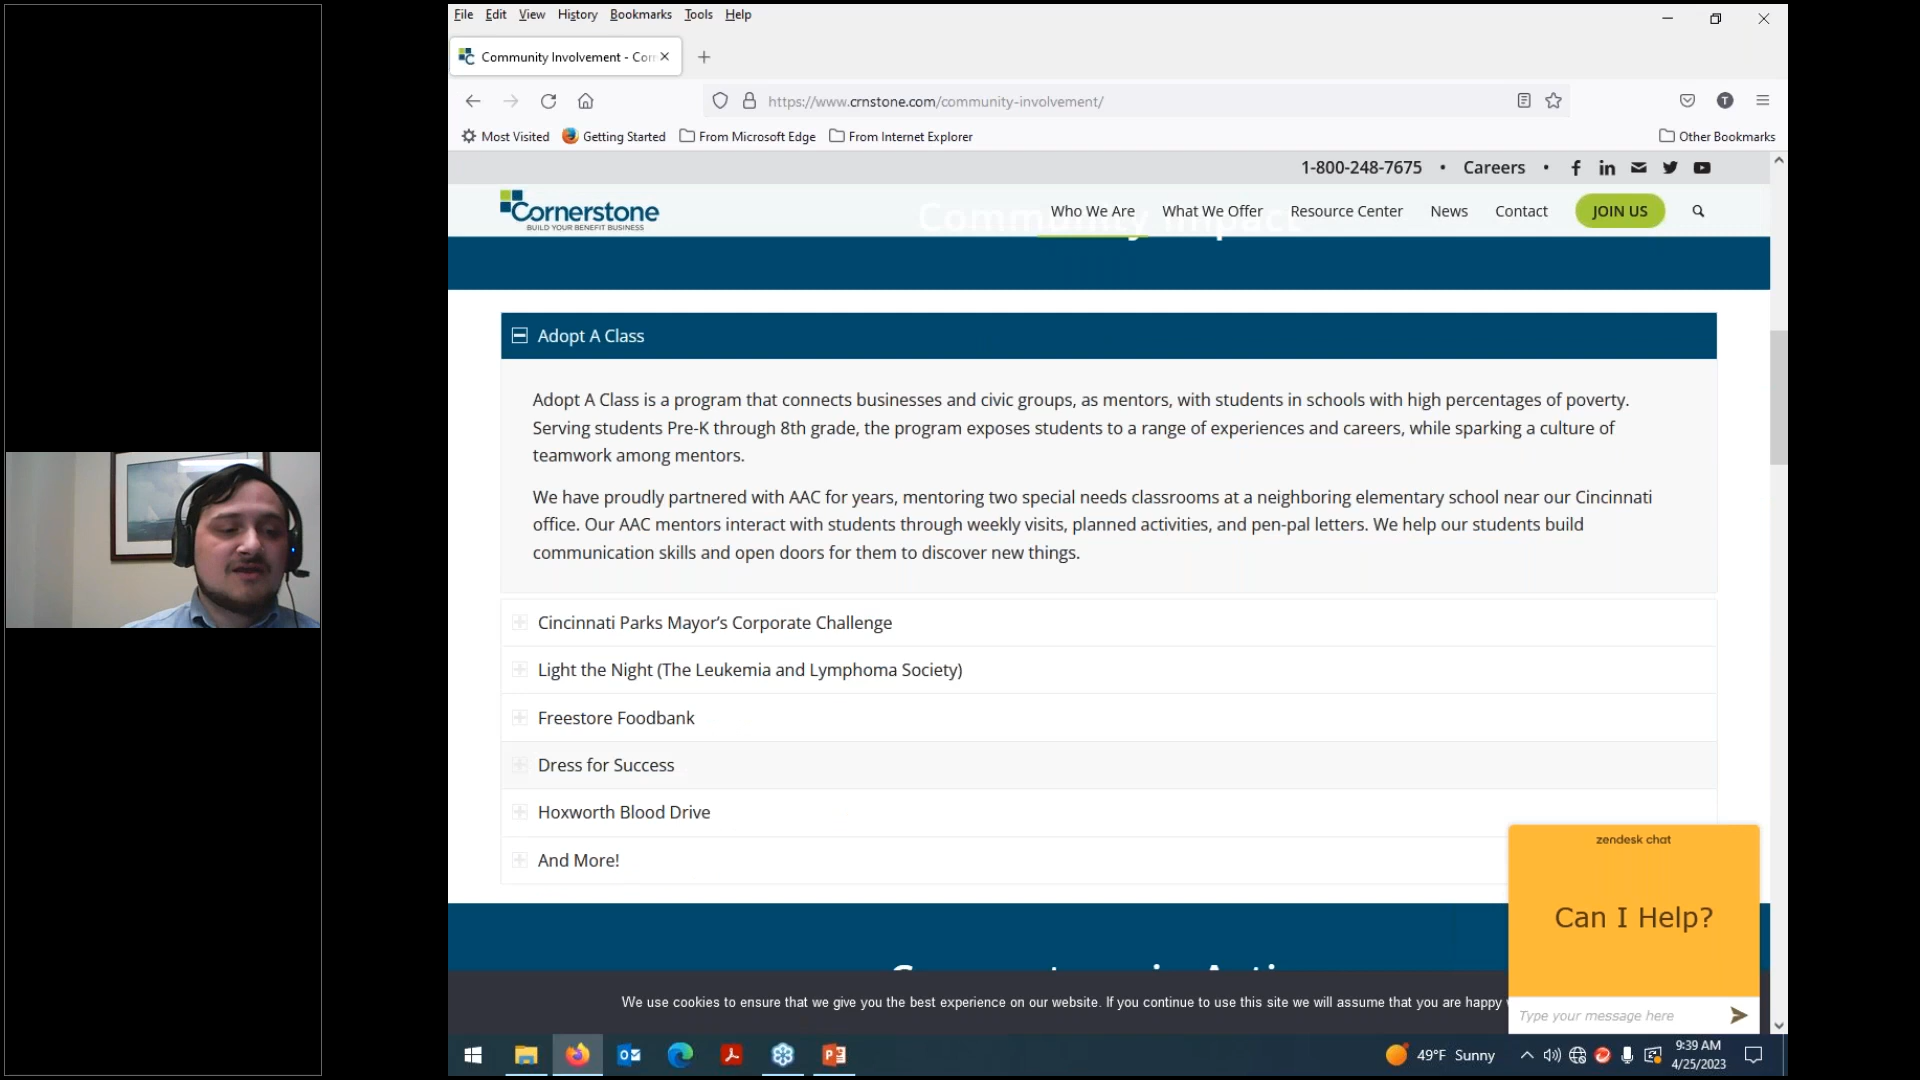 File Edit View History Bookmarks Tools Help
Community Involvement - Corn
https://www.crnstone.com/community-involvement/
T
Most Visited Getting Started From Microsoft Edge From Internet Explorer Other Bookmarks
1-800-248-7675 • Careers •
Cornerstone
BUILD YOUR BENEFIT BUSINESS
Who We Are What We Offer Resource Center News Contact JOIN US
Community Impact
Adopt A Class
Adopt A Class is a program that connects businesses and civic groups, as mentors, with students in schools with high percentages of poverty.
Serving students Pre-K through 8th grade, the program exposes students to a range of experiences and careers, while sparking a culture of
teamwork among mentors.
We have proudly partnered with AAC for years, mentoring two special needs classrooms at a neighboring elementary school near our Cincinnati
office. Our AAC mentors interact with students through weekly visits, planned activities, and pen-pal letters. We help our students build
communication skills and open doors for them to discover new things.
Cincinnati Parks Mayor’s Corporate Challenge
Light the Night (The Leukemia and Lymphoma Society)
Freestore Foodbank
Dress for Success
Hoxworth Blood Drive
And More!
zendesk chat
Can I Help?
We use cookies to ensure that we give you the best experience on our website. If you continue to use this site we will assume that you are happy
Type your message here
49°F Sunny
9:39 AM
4/25/2023